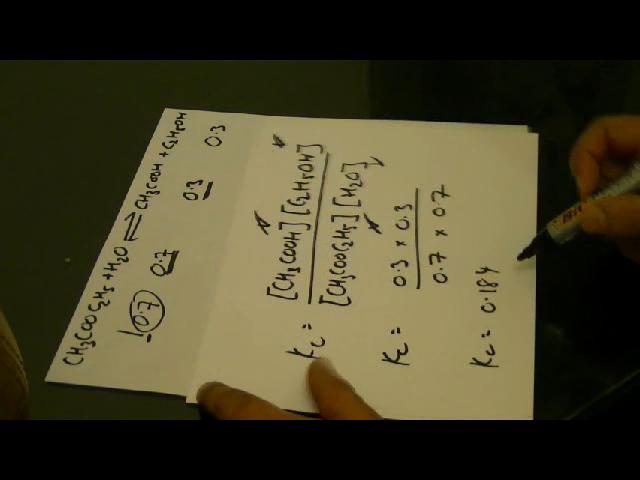 CH3COOC2H5 + H2O ⇌ CH3COOH + C2H5OH
0.7 0.7 0.3 0.3
Kc = [CH3COOH] [C2H5OH]
[CH3COOC2H5] [H2O]
Kc = 0.3 x 0.3
0.7 x 0.7
Kc = 0.184
BIC